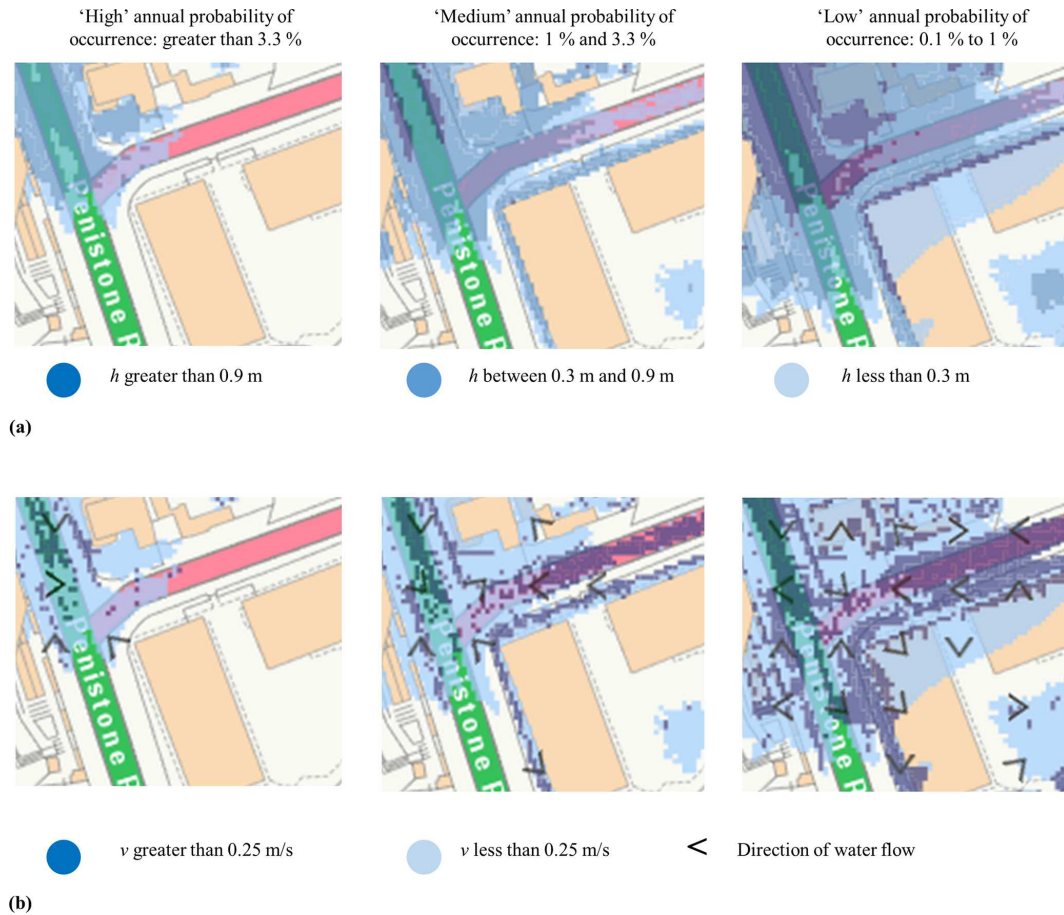 ‘High’ annual probability of
occurrence: greater than 3.3 %
‘Medium’ annual probability of
occurrence: 1 % and 3.3 %
‘Low’ annual probability of
occurrence: 0.1 % to 1 %
Penistone R
Penistone R
Penistone R
h greater than 0.9 m
h between 0.3 m and 0.9 m
h less than 0.3 m
(a)
Penistone R
Penistone R
Penistone R
v greater than 0.25 m/s
v less than 0.25 m/s
< Direction of water flow
(b)